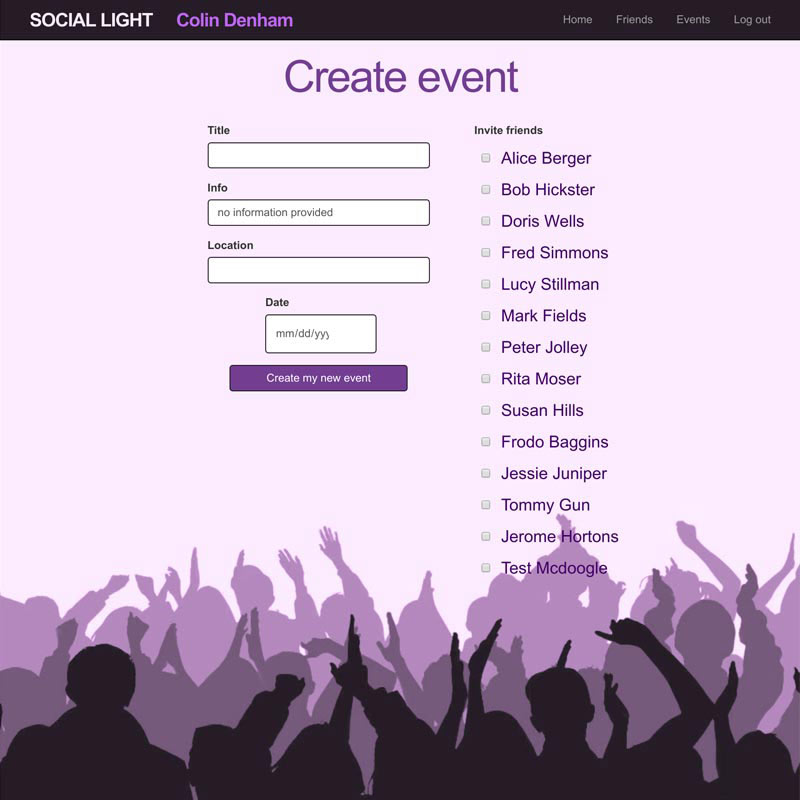 SOCIAL LIGHT Colin Denham Home Friends Events Log out
Create event
Title
Info
no information provided
Location
Date
mm/dd/yyy
Create my new event
Invite friends
Alice Berger
Bob Hickster
Doris Wells
Fred Simmons
Lucy Stillman
Mark Fields
Peter Jolley
Rita Moser
Susan Hills
Frodo Baggins
Jessie Juniper
Tommy Gun
Jerome Hortons
Test Mcdoogle